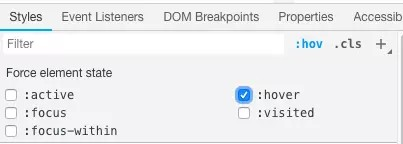 Styles Event Listeners DOM Breakpoints Properties Accessib
Filter :hov .cls +
Force element state
:active :hover
:focus :visited
:focus-within